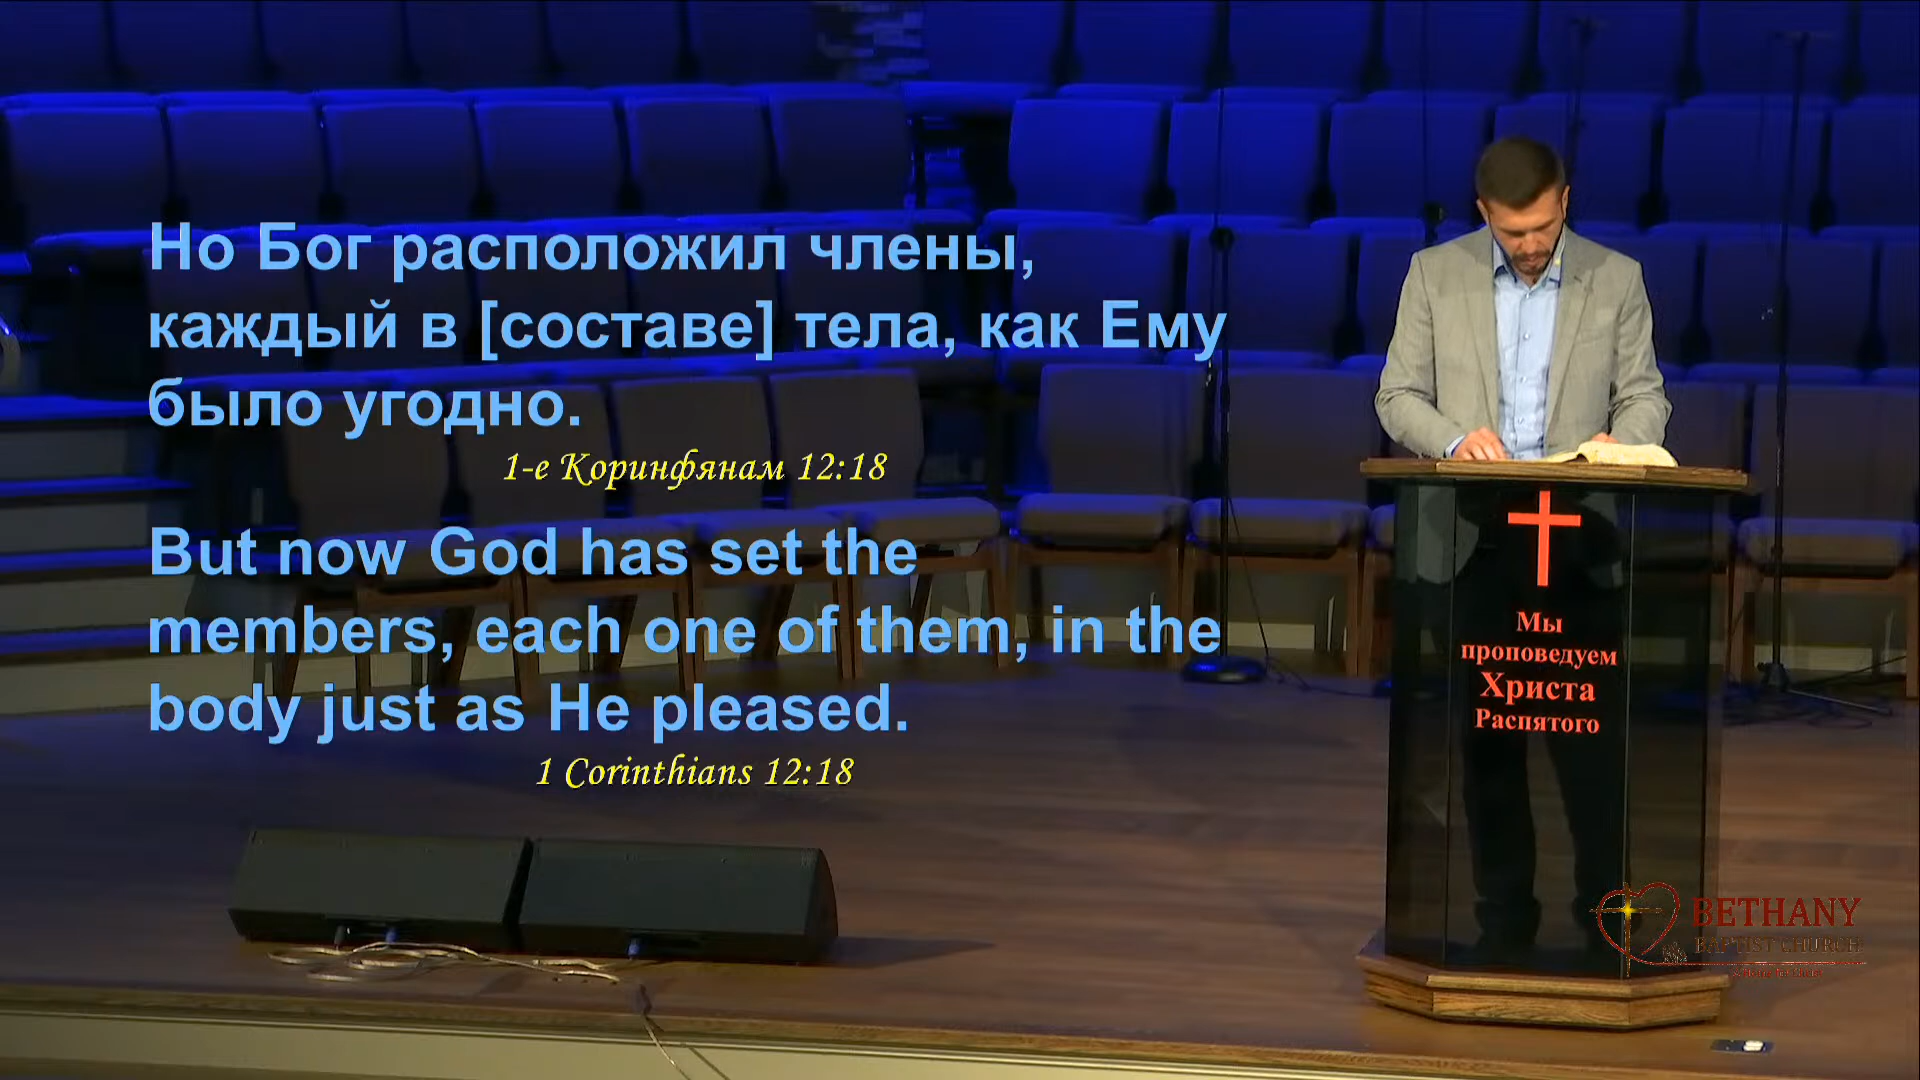 Но Бог расположил члены,
каждый в [составе] тела, как Ему
было угодно.
1-е Коринфянам 12:18
But now God has set the
members, each one of them, in the
body just as He pleased.
1 Corinthians 12:18
Мы
проповедуем
Христа
Распятого
BETHANY
BAPTIST CHURCH